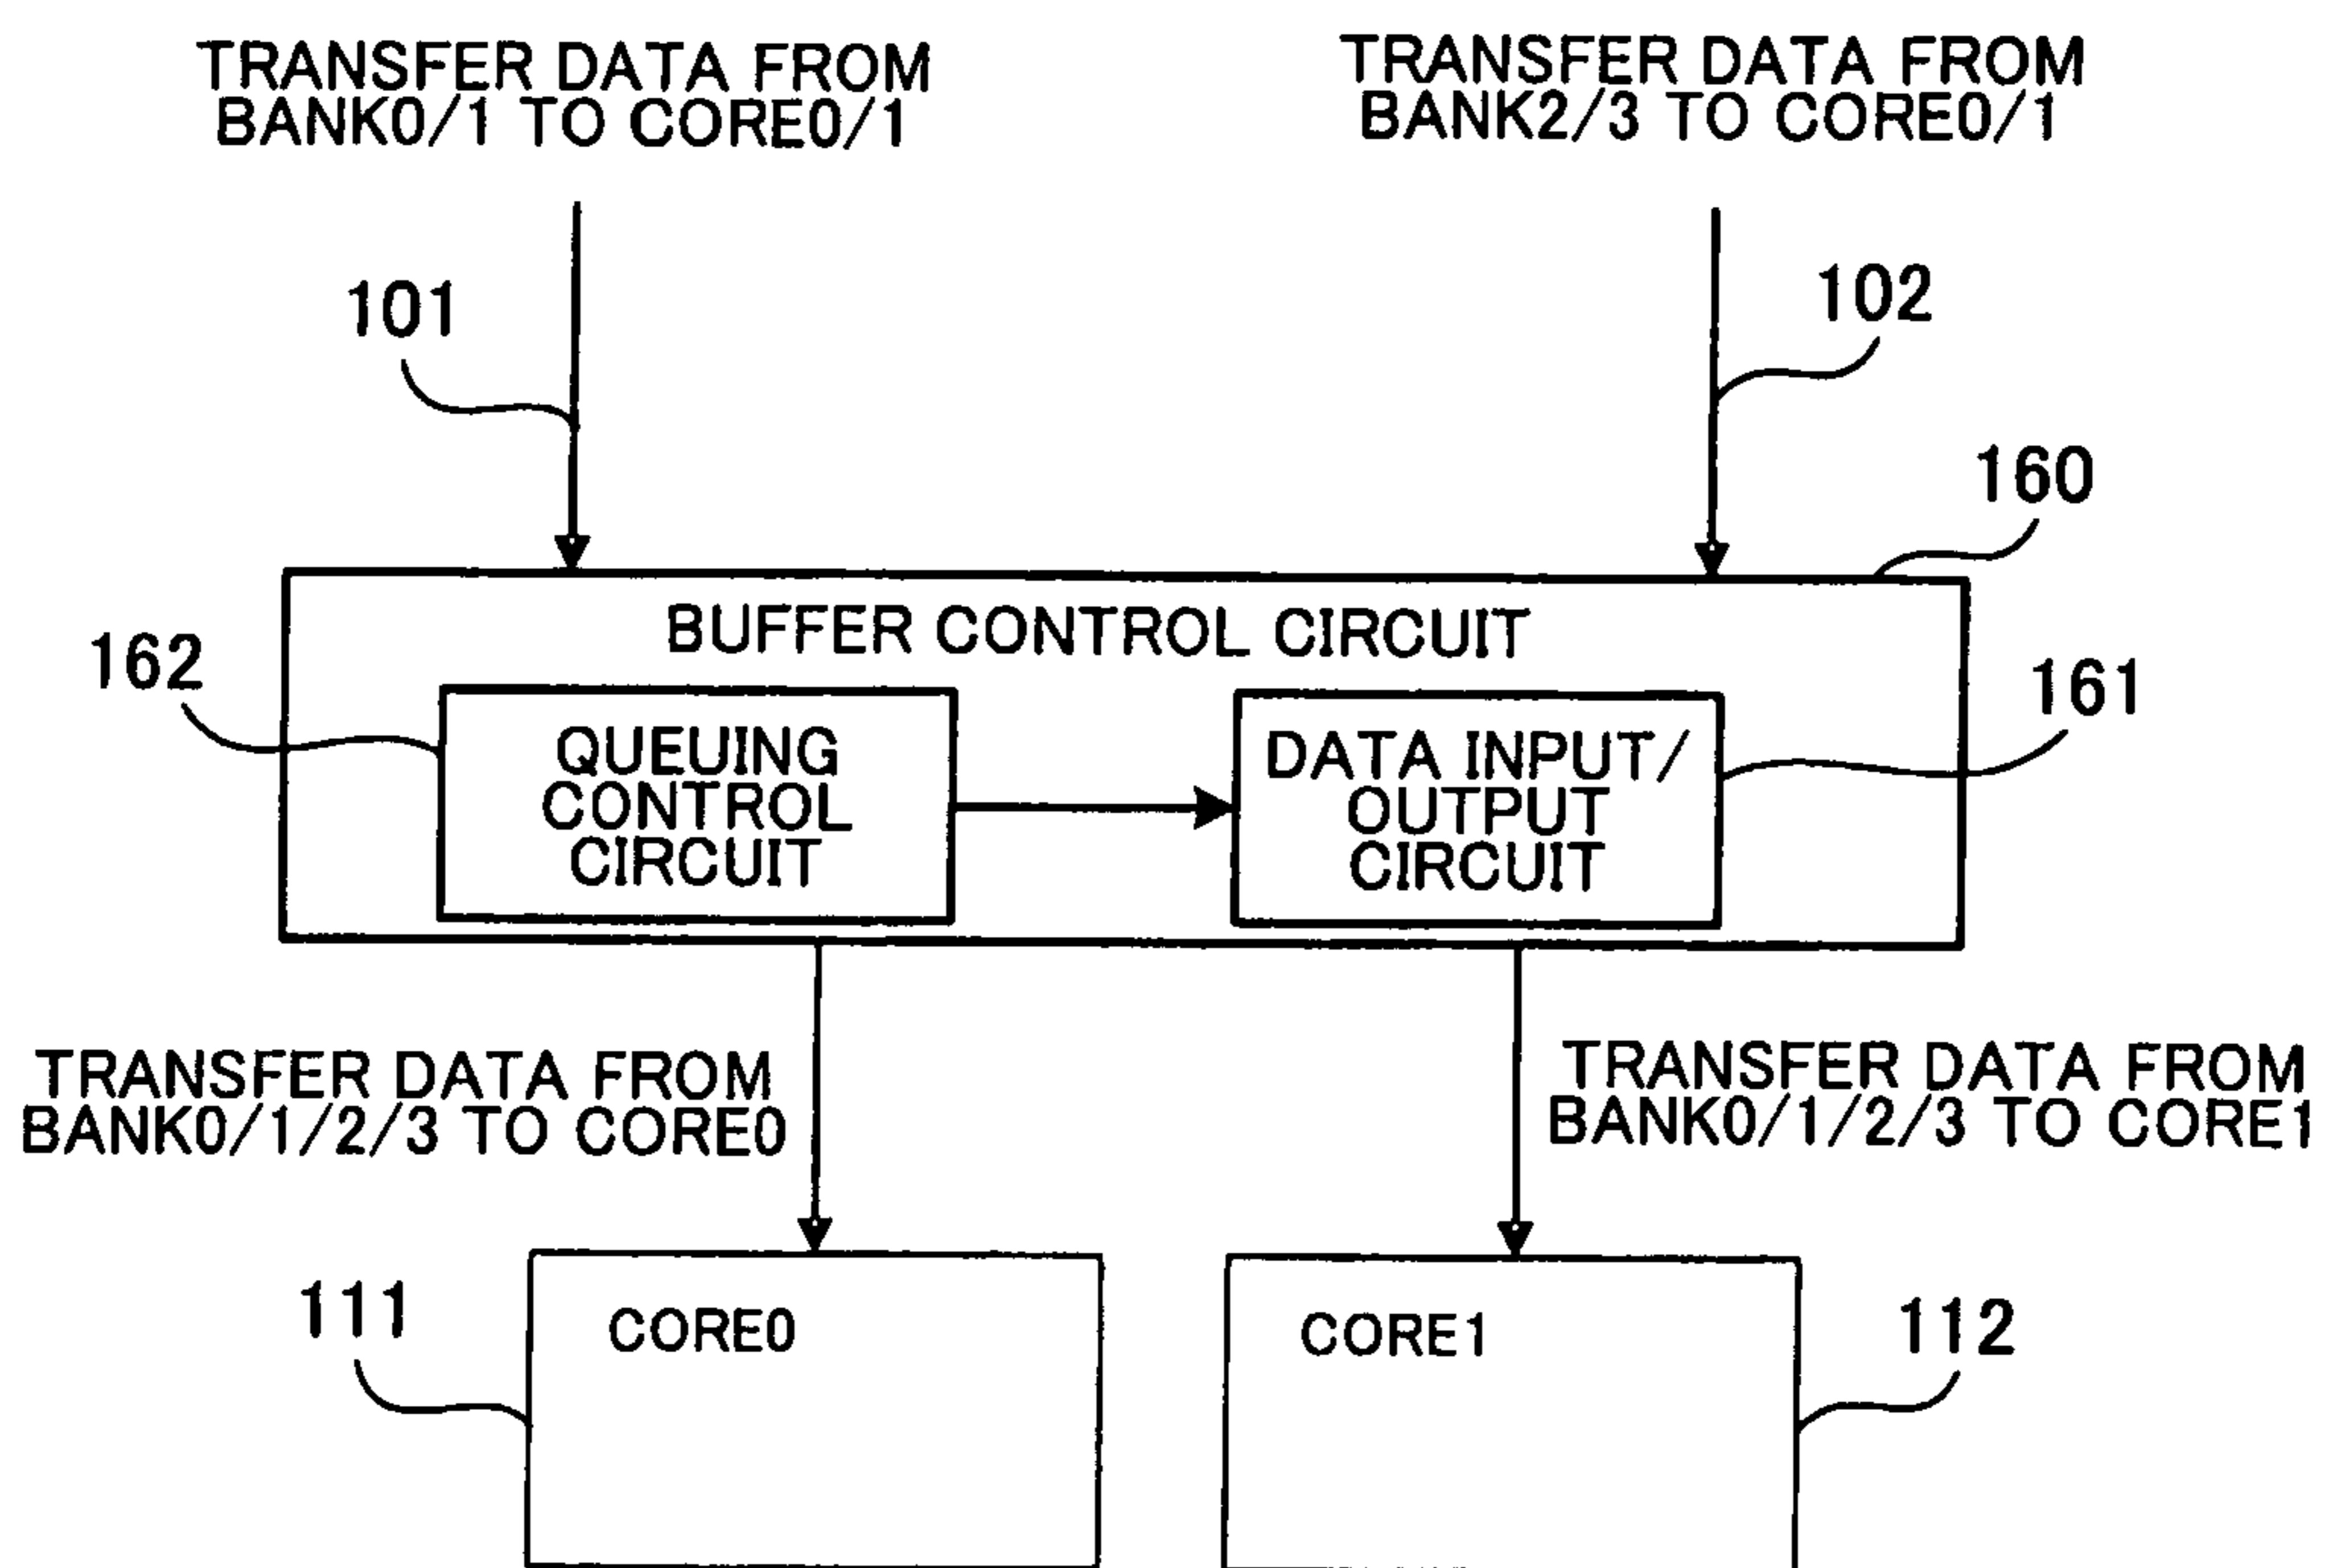 TRANSFER DATA FROM
BANK0/1 TO CORE0/1
TRANSFER DATA FROM
BANK2/3 TO CORE0/1
101
102
160
BUFFER CONTROL CIRCUIT
162
161
QUEUING
CONTROL
CIRCUIT
DATA INPUT/
OUTPUT
CIRCUIT
TRANSFER DATA FROM
BANK0/1/2/3 TO CORE0
TRANSFER DATA FROM
BANK0/1/2/3 TO CORE1
111
CORE0
CORE1
112